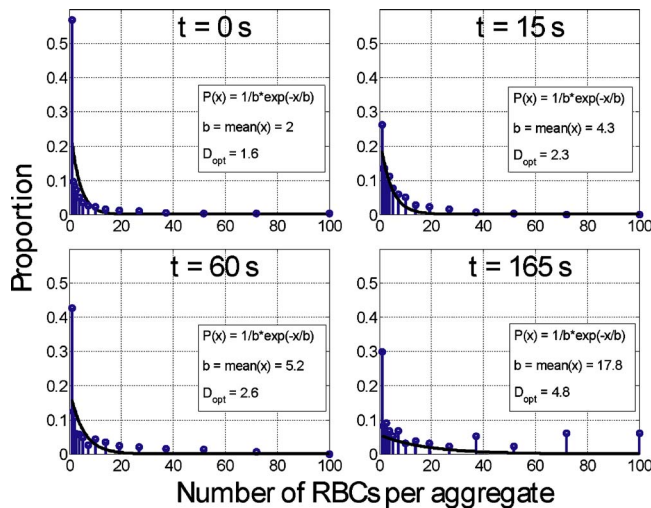 t = 0 s
0.5
0.4
0.3
0.2
0.1
0
P(x) = 1/b*exp(-x/b)
b = mean(x) = 2
D_opt = 1.6
0 20 40 60 80 100
t = 15 s
0.5
0.4
0.3
0.2
0.1
0
P(x) = 1/b*exp(-x/b)
b = mean(x) = 4.3
D_opt = 2.3
0 20 40 60 80 100
Proportion
t = 60 s
0.5
0.4
0.3
0.2
0.1
0
P(x) = 1/b*exp(-x/b)
b = mean(x) = 5.2
D_opt = 2.6
0 20 40 60 80 100
t = 165 s
0.5
0.4
0.3
0.2
0.1
0
P(x) = 1/b*exp(-x/b)
b = mean(x) = 17.8
D_opt = 4.8
0 20 40 60 80 100
Number of RBCs per aggregate